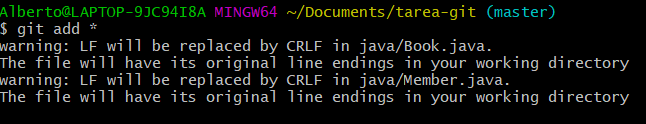 Alberto@LAPTOP-9JC94I8A MINGW64 ~/Documents/tarea-git (master)
$ git add *
warning: LF will be replaced by CRLF in java/Book.java.
The file will have its original line endings in your working directory
warning: LF will be replaced by CRLF in java/Member.java.
The file will have its original line endings in your working directory